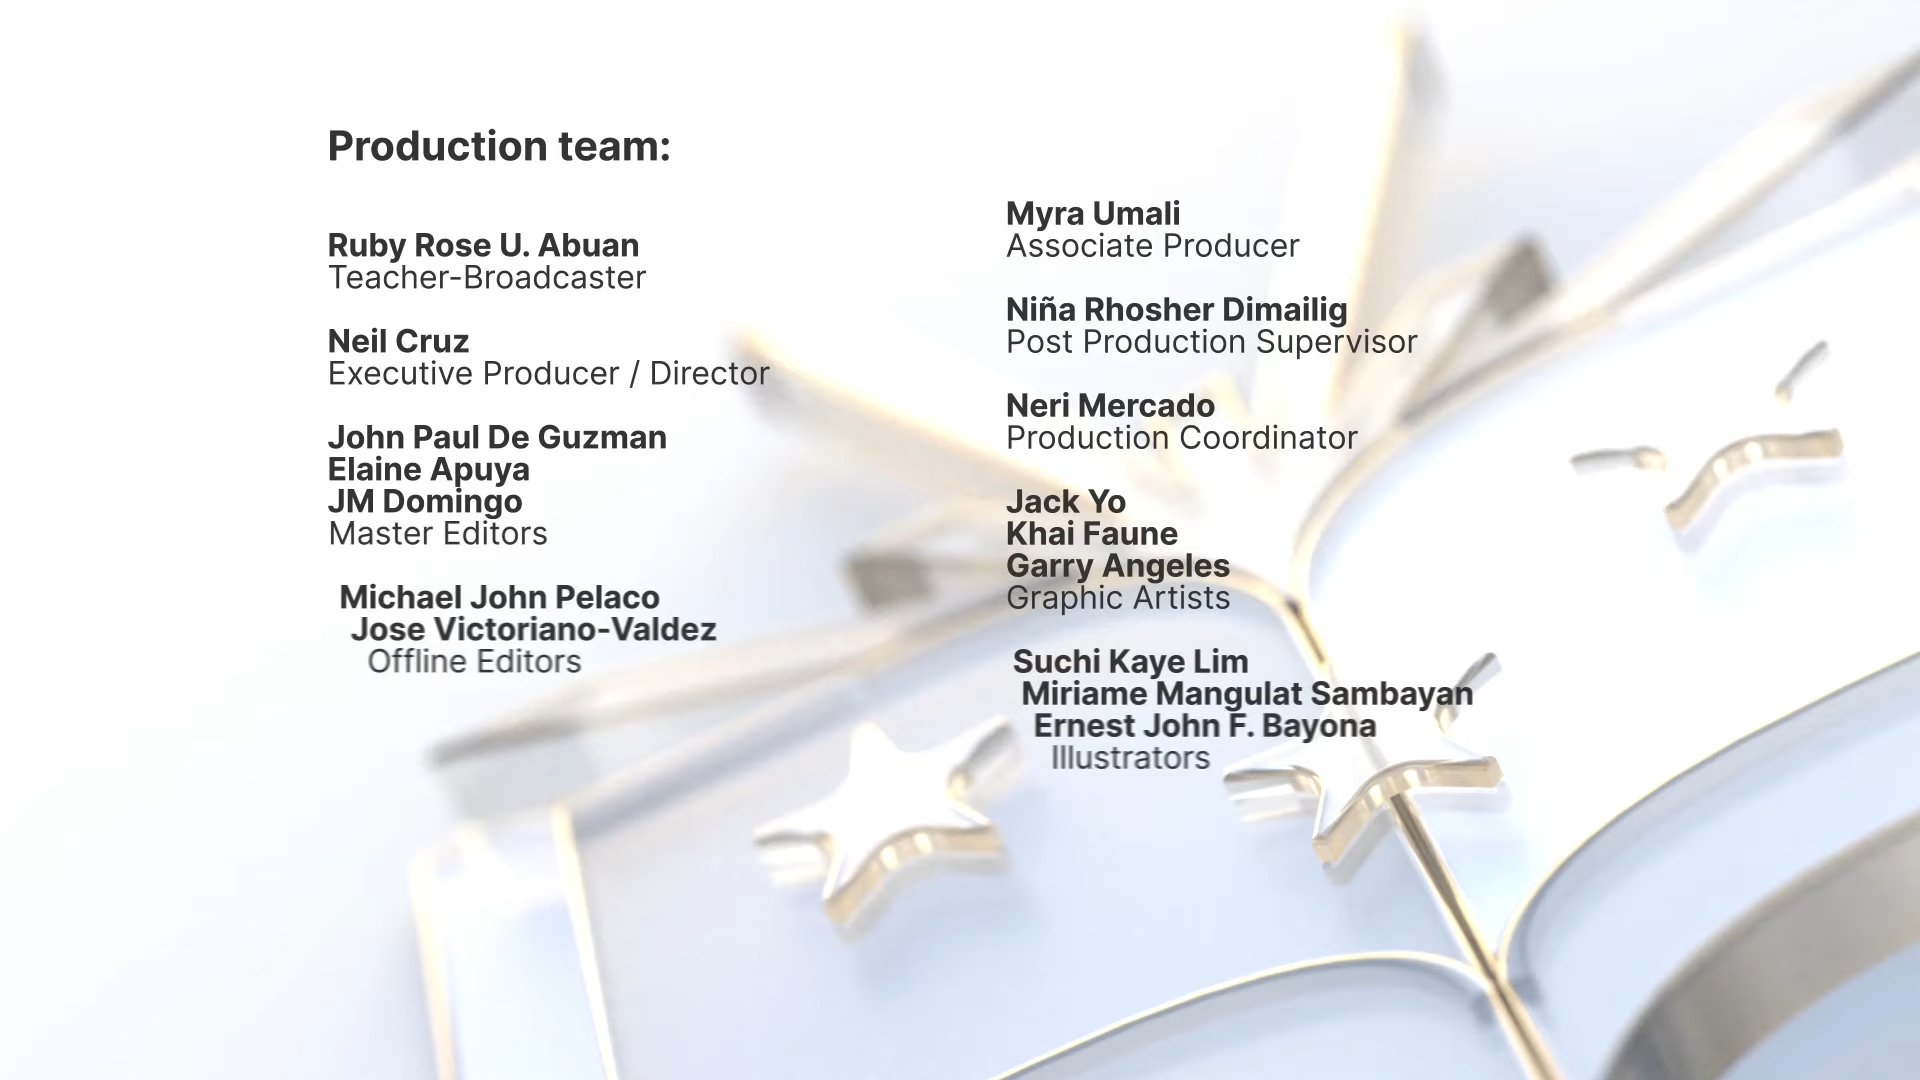 Production team:
Ruby Rose U. Abuan
Teacher-Broadcaster
Neil Cruz
Executive Producer / Director
John Paul De Guzman
Elaine Apuya
JM Domingo
Master Editors
Michael John Pelaco
Jose Victoriano-Valdez
Offline Editors
Myra Umali
Associate Producer
Niña Rhosher Dimailig
Post Production Supervisor
Neri Mercado
Production Coordinator
Jack Yo
Khai Faune
Garry Angeles
Graphic Artists
Suchi Kaye Lim
Miriame Mangulat Sambayan
Ernest John F. Bayona
Illustrators